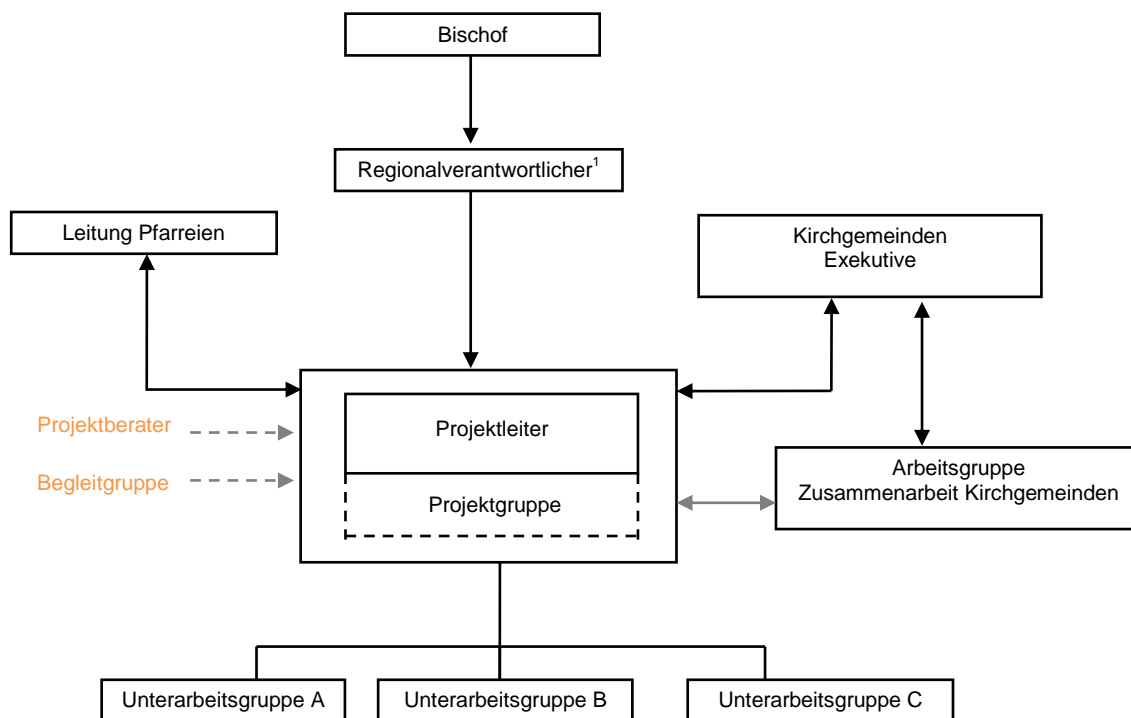 Bischof
Regionalverantwortlicher¹
Leitung Pfarreien
Kirchgemeinden
Exekutive
Projektberater
Projektleiter
Begleitgruppe
Projektgruppe
Arbeitsgruppe
Zusammenarbeit Kirchgemeinden
Unterarbeitsgruppe A
Unterarbeitsgruppe B
Unterarbeitsgruppe C